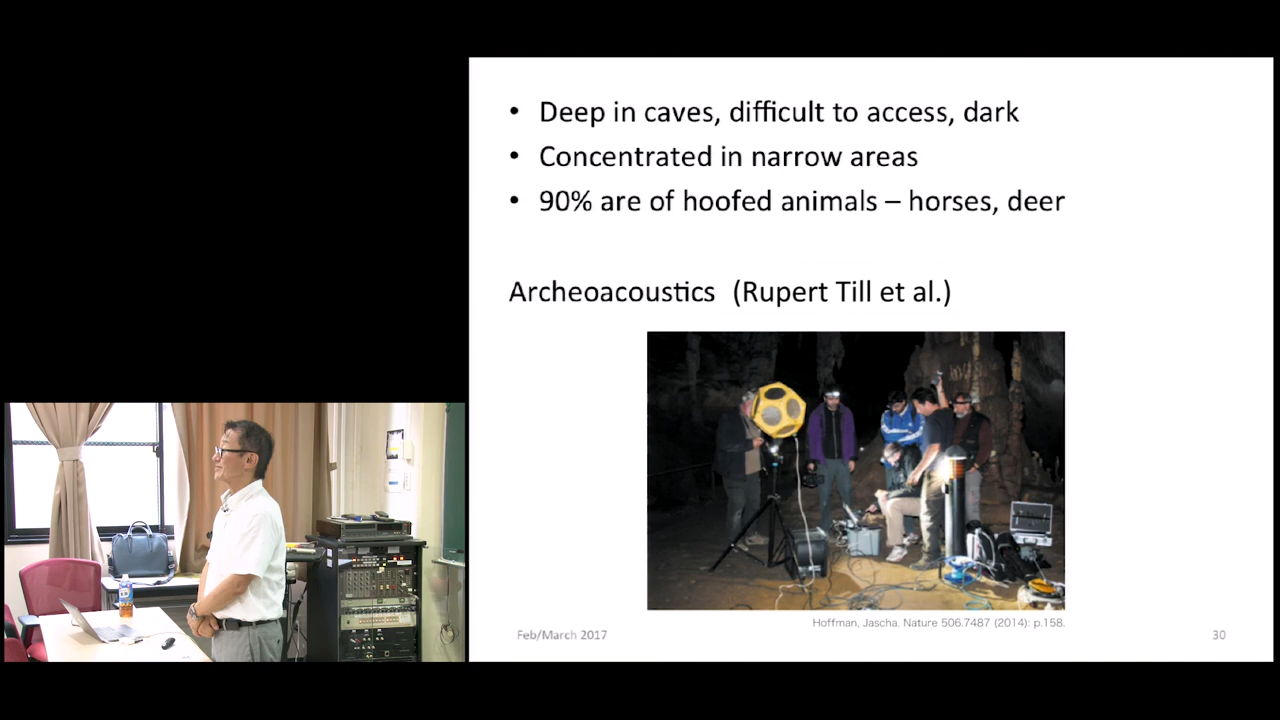 • Deep in caves, difficult to access, dark
• Concentrated in narrow areas
• 90% are of hoofed animals – horses, deer
Archeoacoustics (Rupert Till et al.)
Hoffman, Jascha. Nature 506.7487 (2014): p.158.
Feb/March 2017
30